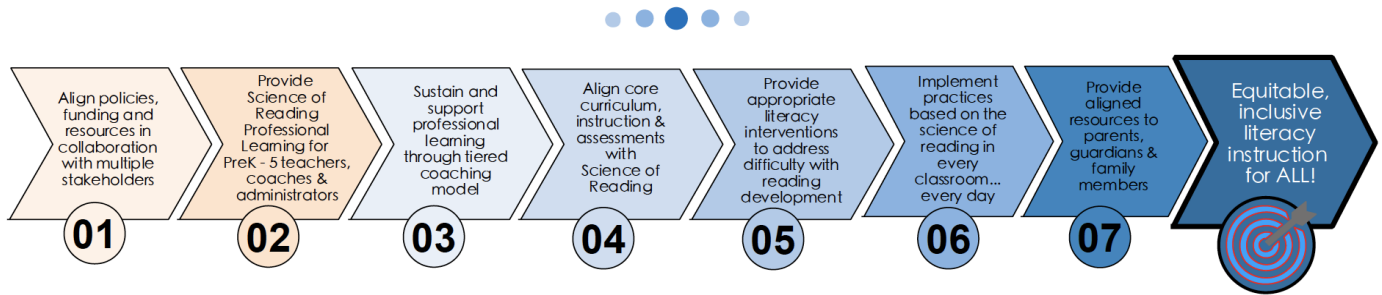 Align policies,
funding and
resources in
collaboration
with multiple
stakeholders
01
Provide
Science of
Reading
Professional
Learning for
PreK - 5 teachers,
coaches &
administrators
02
Sustain and
support
professional
learning
through tiered
coaching
model
03
Align core
curriculum,
instruction &
assessments
with
Science of
Reading
04
Provide
appropriate
literacy
interventions
to address
difficulty with
reading
development
05
Implement
practices
based on the
science of
reading in
every
classroom...
every day
06
Provide
aligned
resources to
parents,
guardians &
family
members
07
Equitable,
inclusive
literacy
instruction
for ALL!